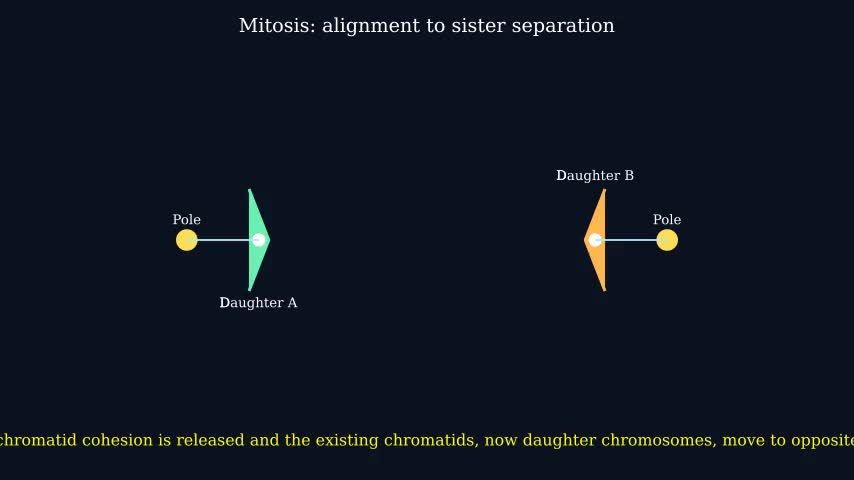 Mitosis: alignment to sister separation
Daughter B
Pole
Pole
Daughter A
chromatid cohesion is released and the existing chromatids, now daughter chromosomes, move to opposite